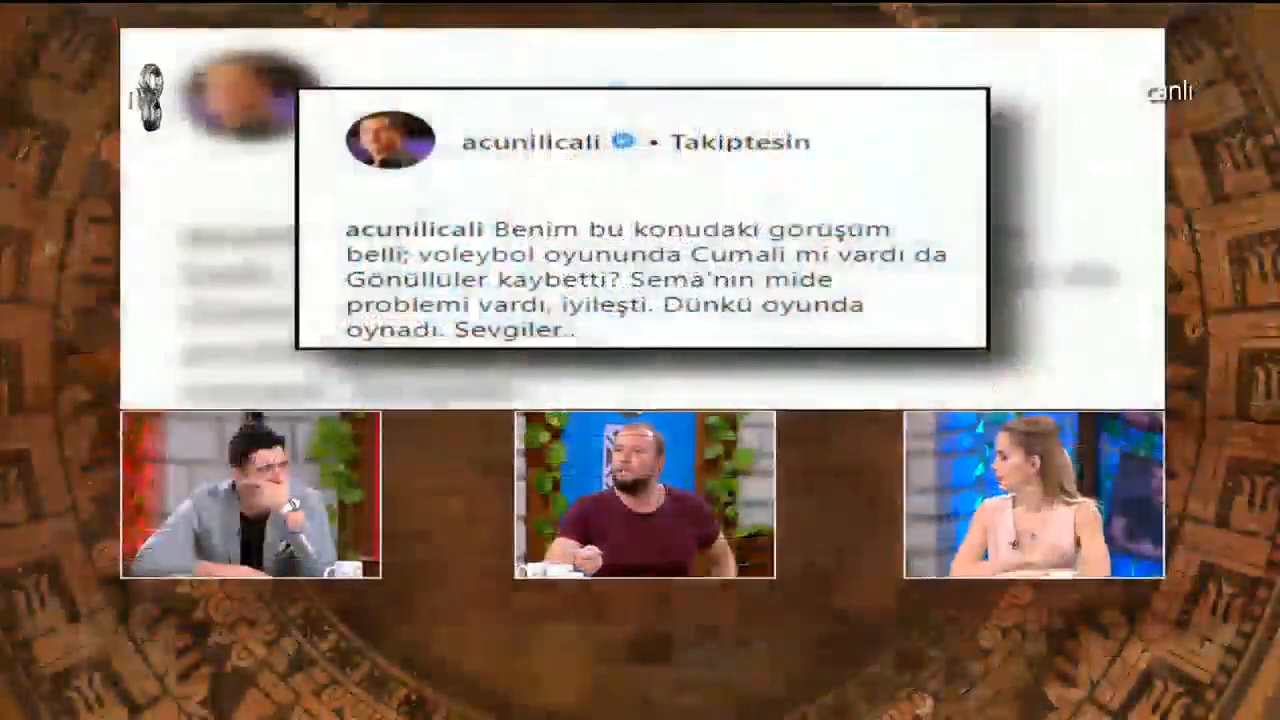 canlı
acunilicali • Takiptesin
acunilicali Benim bu konudaki görüşüm
belli; voleybol oyununda Cumali mi vardı da
Gönüllüler kaybetti? Sema'nın mide
problemi vardı, iyileşti. Dünkü oyunda
oynadı. Sevgiler..